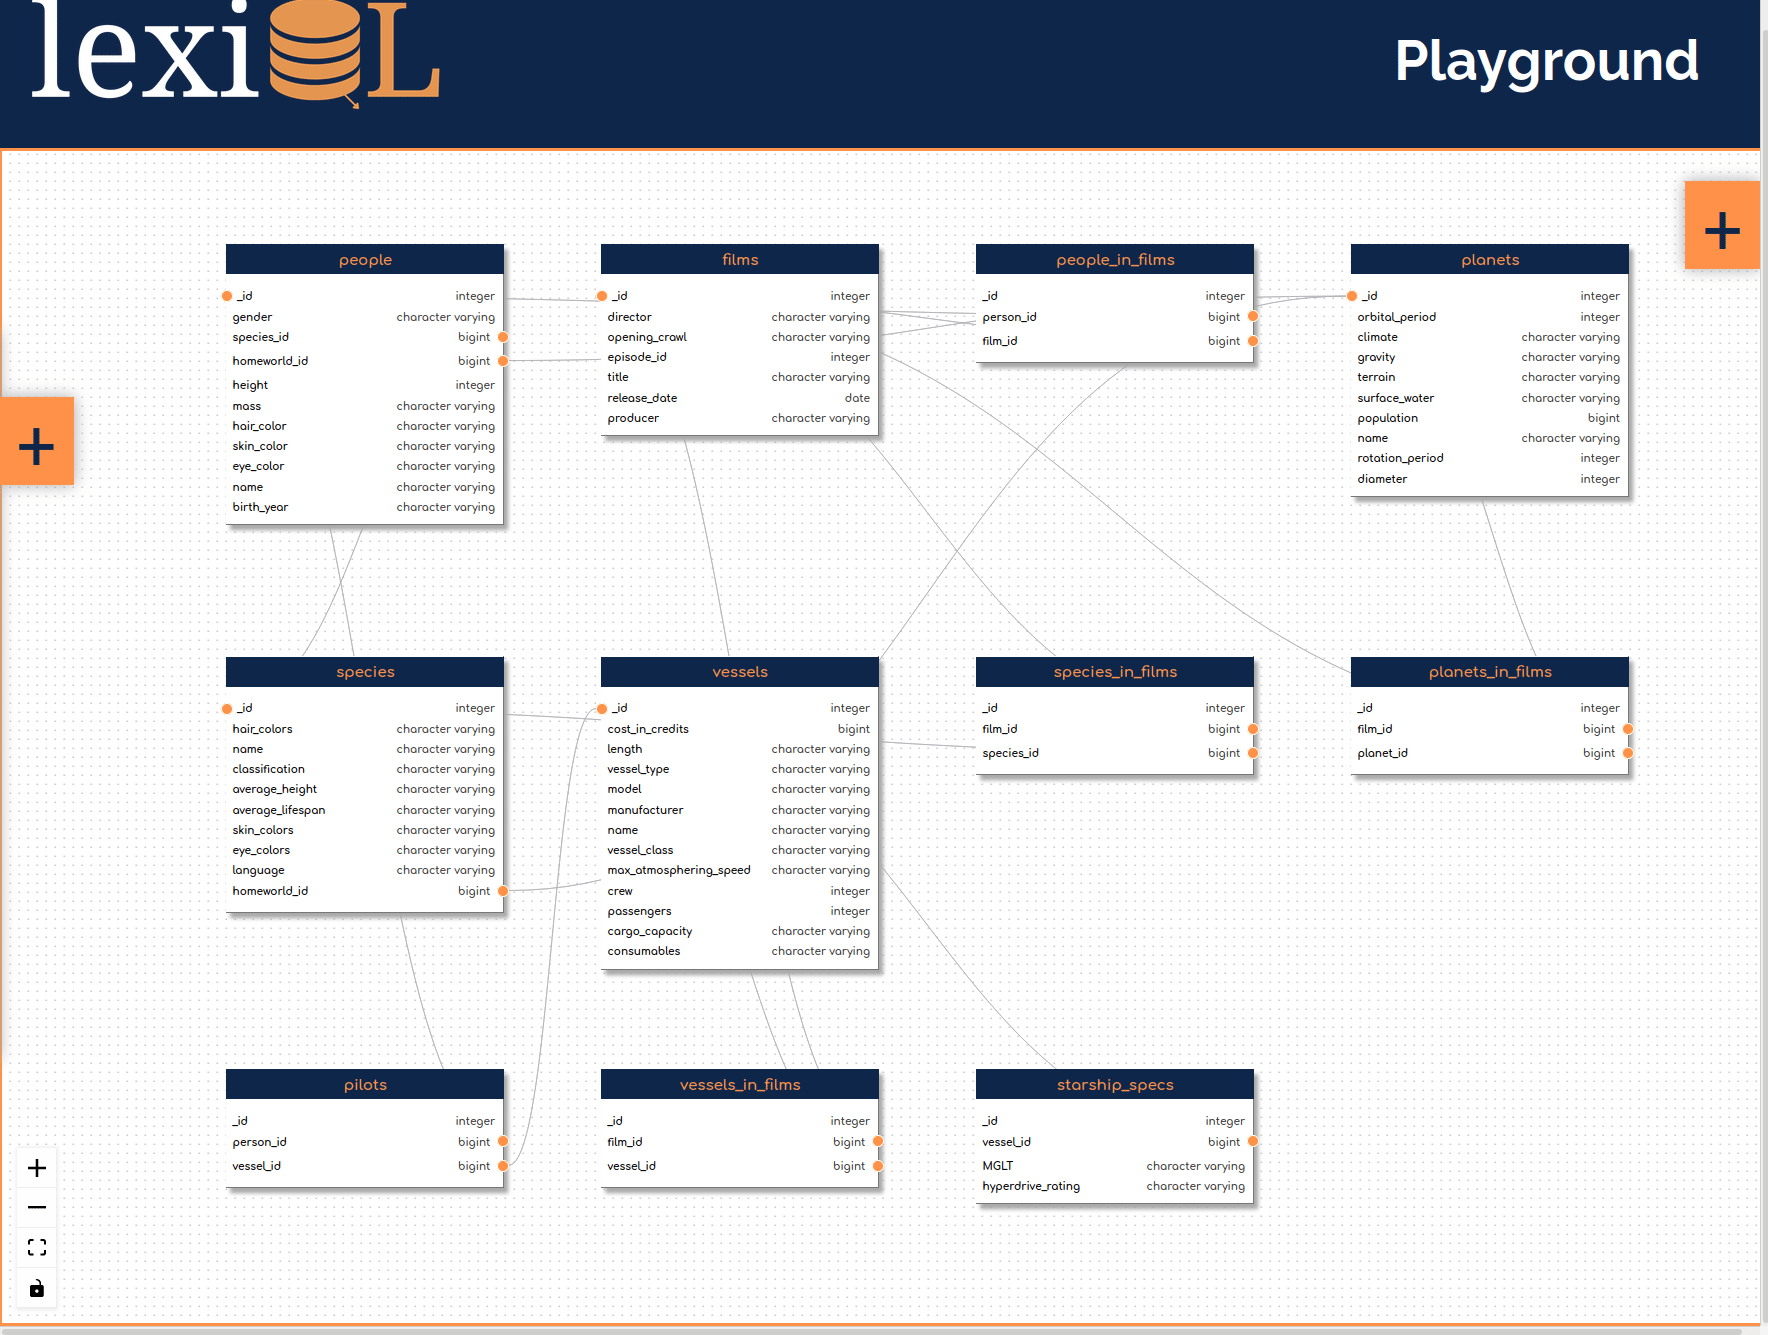 lexiQL
Playground
people
_id integer
gender character varying
species_id bigint
homeworld_id bigint
height integer
mass character varying
hair_color character varying
skin_color character varying
eye_color character varying
name character varying
birth_year character varying
films
_id integer
director character varying
opening_crawl character varying
episode_id integer
title character varying
release_date date
producer character varying
people_in_films
_id integer
person_id bigint
film_id bigint
planets
_id integer
orbital_period integer
climate character varying
gravity character varying
terrain character varying
surface_water character varying
population bigint
name character varying
rotation_period integer
diameter integer
species
_id integer
hair_colors character varying
name character varying
classification character varying
average_height character varying
average_lifespan character varying
skin_colors character varying
eye_colors character varying
language character varying
homeworld_id bigint
vessels
_id integer
cost_in_credits bigint
length character varying
vessel_type character varying
model character varying
manufacturer character varying
name character varying
vessel_class character varying
max_atmosphering_speed character varying
crew integer
passengers integer
cargo_capacity character varying
consumables character varying
species_in_films
_id integer
film_id bigint
species_id bigint
planets_in_films
_id integer
film_id bigint
planet_id bigint
pilots
_id integer
person_id bigint
vessel_id bigint
vessels_in_films
_id integer
film_id bigint
vessel_id bigint
starship_specs
_id integer
vessel_id bigint
MGLT character varying
hyperdrive_rating character varying